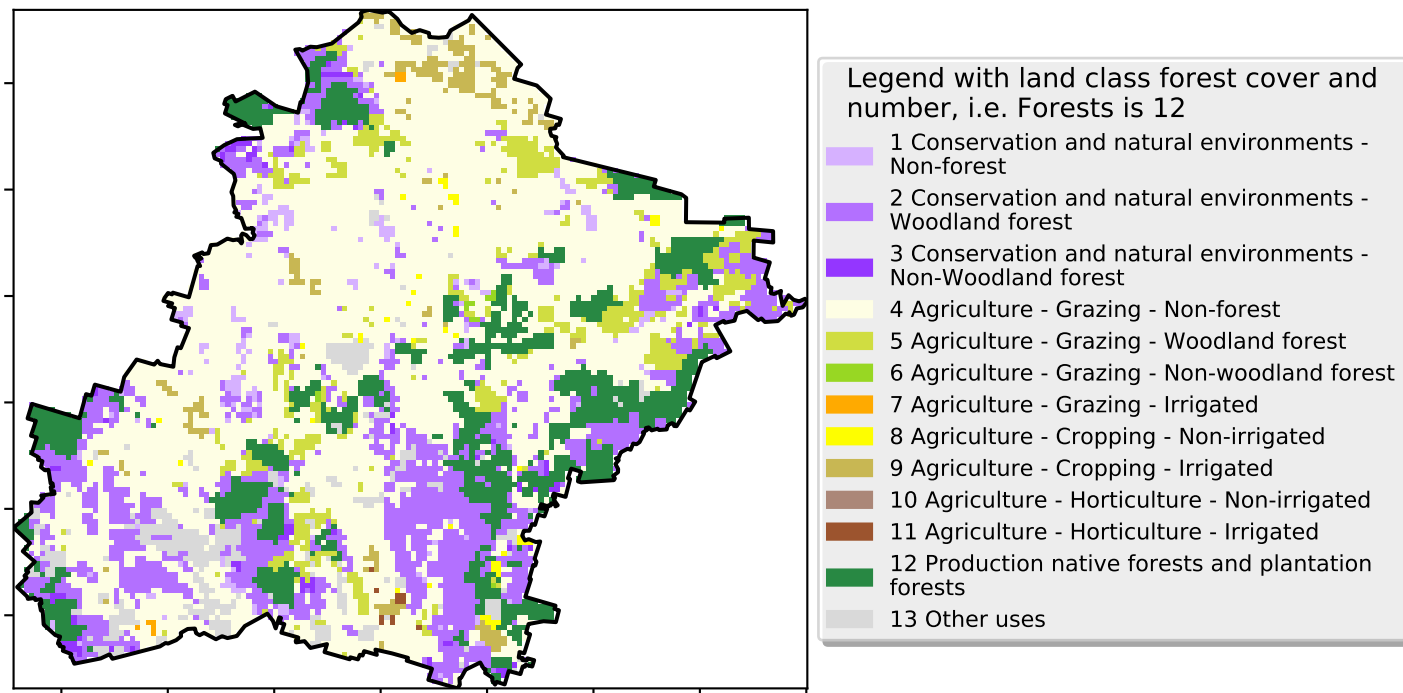 Legend with land class forest cover and
number, i.e. Forests is 12
1 Conservation and natural environments -
Non-forest
2 Conservation and natural environments -
Woodland forest
3 Conservation and natural environments -
Non-Woodland forest
4 Agriculture - Grazing - Non-forest
5 Agriculture - Grazing - Woodland forest
6 Agriculture - Grazing - Non-woodland forest
7 Agriculture - Grazing - Irrigated
8 Agriculture - Cropping - Non-irrigated
9 Agriculture - Cropping - Irrigated
10 Agriculture - Horticulture - Non-irrigated
11 Agriculture - Horticulture - Irrigated
12 Production native forests and plantation
forests
13 Other uses